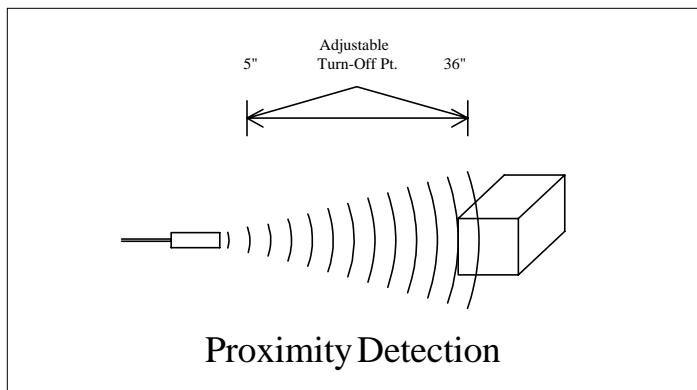 Adjustable
5" Turn-Off Pt. 36"
Proximity Detection